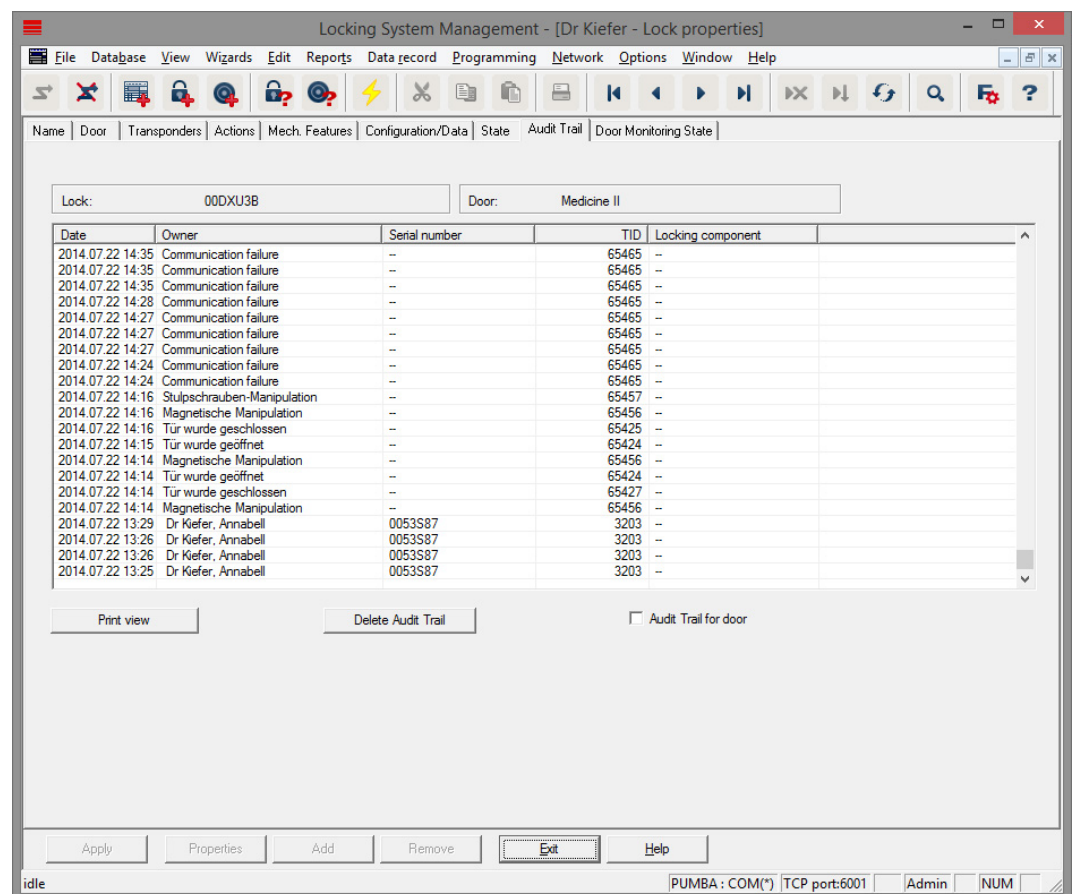 Locking System Management - [Dr Kiefer - Lock properties]
File Database View Wizards Edit Reports Data record Programming Network Options Window Help
Name Door Transponders Actions Mech. Features Configuration/Data State Audit Trail Door Monitoring State
Lock: 00DXU3B Door: Medicine II
Date Owner Serial number TID Locking component
2014.07.22 14:35 Communication failure -- 65465 --
2014.07.22 14:35 Communication failure -- 65465 --
2014.07.22 14:35 Communication failure -- 65465 --
2014.07.22 14:28 Communication failure -- 65465 --
2014.07.22 14:27 Communication failure -- 65465 --
2014.07.22 14:27 Communication failure -- 65465 --
2014.07.22 14:27 Communication failure -- 65465 --
2014.07.22 14:24 Communication failure -- 65465 --
2014.07.22 14:24 Communication failure -- 65465 --
2014.07.22 14:16 Stulpschrauben-Manipulation -- 65457 --
2014.07.22 14:16 Magnetische Manipulation -- 65456 --
2014.07.22 14:16 Tür wurde geschlossen -- 65425 --
2014.07.22 14:15 Tür wurde geöffnet -- 65424 --
2014.07.22 14:14 Magnetische Manipulation -- 65456 --
2014.07.22 14:14 Tür wurde geöffnet -- 65424 --
2014.07.22 14:14 Tür wurde geschlossen -- 65427 --
2014.07.22 14:14 Magnetische Manipulation -- 65456 --
2014.07.22 13:29 Dr Kiefer, Annabell 0053S87 3203 --
2014.07.22 13:26 Dr Kiefer, Annabell 0053S87 3203 --
2014.07.22 13:26 Dr Kiefer, Annabell 0053S87 3203 --
2014.07.22 13:25 Dr Kiefer, Annabell 0053S87 3203 --
Print view Delete Audit Trail Audit Trail for door
Apply Properties Add Remove Exit Help
idle PUMBA : COM(*) TCP port:6001 Admin NUM